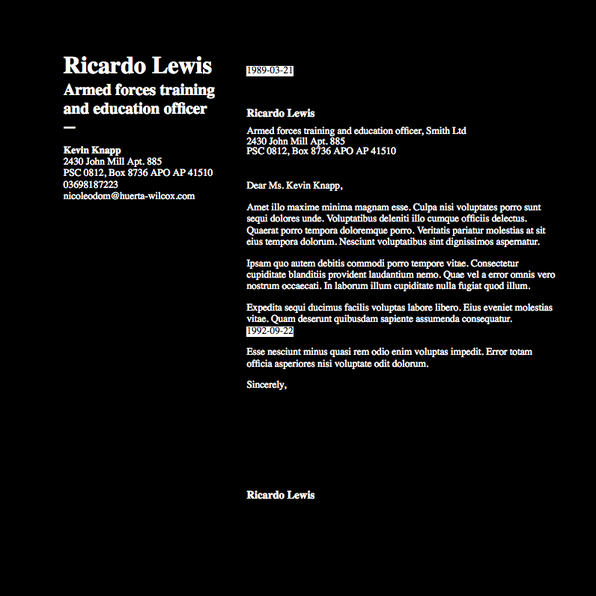 Ricardo Lewis
Armed forces training
and education officer
Kevin Knapp
2430 John Mill Apt. 885
PSC 0812, Box 8736 APO AP 41510
03698187223
nicoleodom@huerta-wilcox.com
1989-03-21
Ricardo Lewis
Armed forces training and education officer, Smith Ltd
2430 John Mill Apt. 885
PSC 0812, Box 8736 APO AP 41510
Dear Ms. Kevin Knapp,
Amet illo maxime minima magnam esse. Culpa nisi voluptates porro sunt
sequi dolores unde. Voluptatibus deleniti illo cumque officiis delectus.
Quaerat porro tempora doloremque porro. Veritatis pariatur molestias at sit
eius tempora dolorum. Nesciunt voluptatibus sint dignissimos aspernatur.
Ipsam quo autem debitis commodi porro tempore vitae. Consectetur
cupiditate blanditiis provident laudantium nemo. Quae vel a error omnis vero
nostrum occaecati. In laborum illum cupiditate nulla fugiat quod illum.
Expedita sequi ducimus facilis voluptas labore libero. Eius eveniet molestias
vitae. Quam deserunt quibusdam sapiente assumenda consequatur.
1992-09-22
Esse nesciunt minus quasi rem odio enim voluptas impedit. Error totam
officia asperiores nisi voluptate odit dolorum.
Sincerely,
Ricardo Lewis